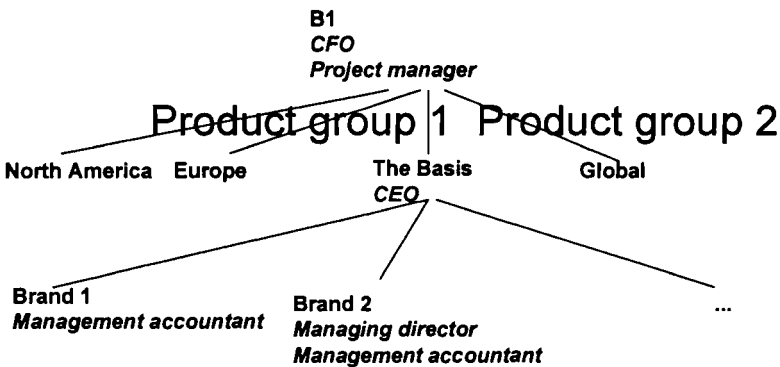 B1
CFO
Project manager
Product group 1 Product group 2
North America Europe The Basis Global
CEO
Brand 1 Brand 2 ...
Management accountant Managing director
Management accountant